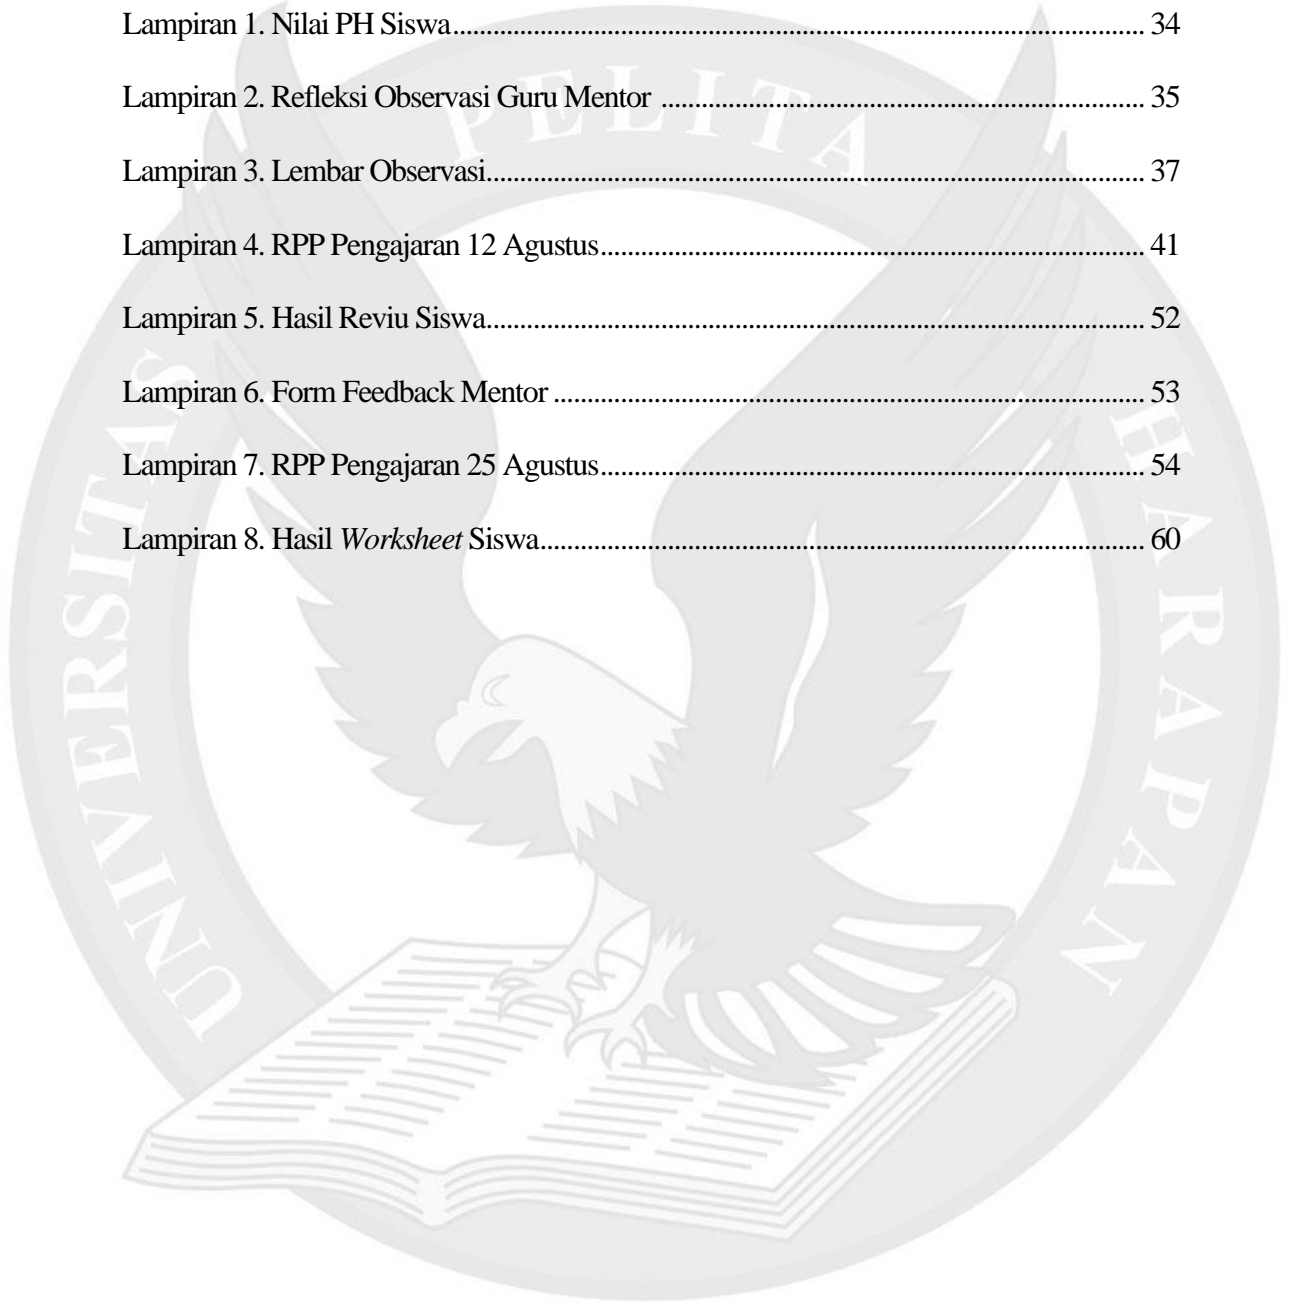 Lampiran 1. Nilai PH Siswa.......................................................................................................... 34
Lampiran 2. Refleksi Observasi Guru Mentor .......................................................................... 35
Lampiran 3. Lembar Observasi.................................................................................................... 37
Lampiran 4. RPP Pengajaran 12 Agustus.................................................................................... 41
Lampiran 5. Hasil Reviu Siswa.................................................................................................... 52
Lampiran 6. Form Feedback Mentor ........................................................................................... 53
Lampiran 7. RPP Pengajaran 25 Agustus.................................................................................... 54
Lampiran 8. Hasil Worksheet Siswa............................................................................................ 60
UNIVERSITAS PELITA HARAPAN